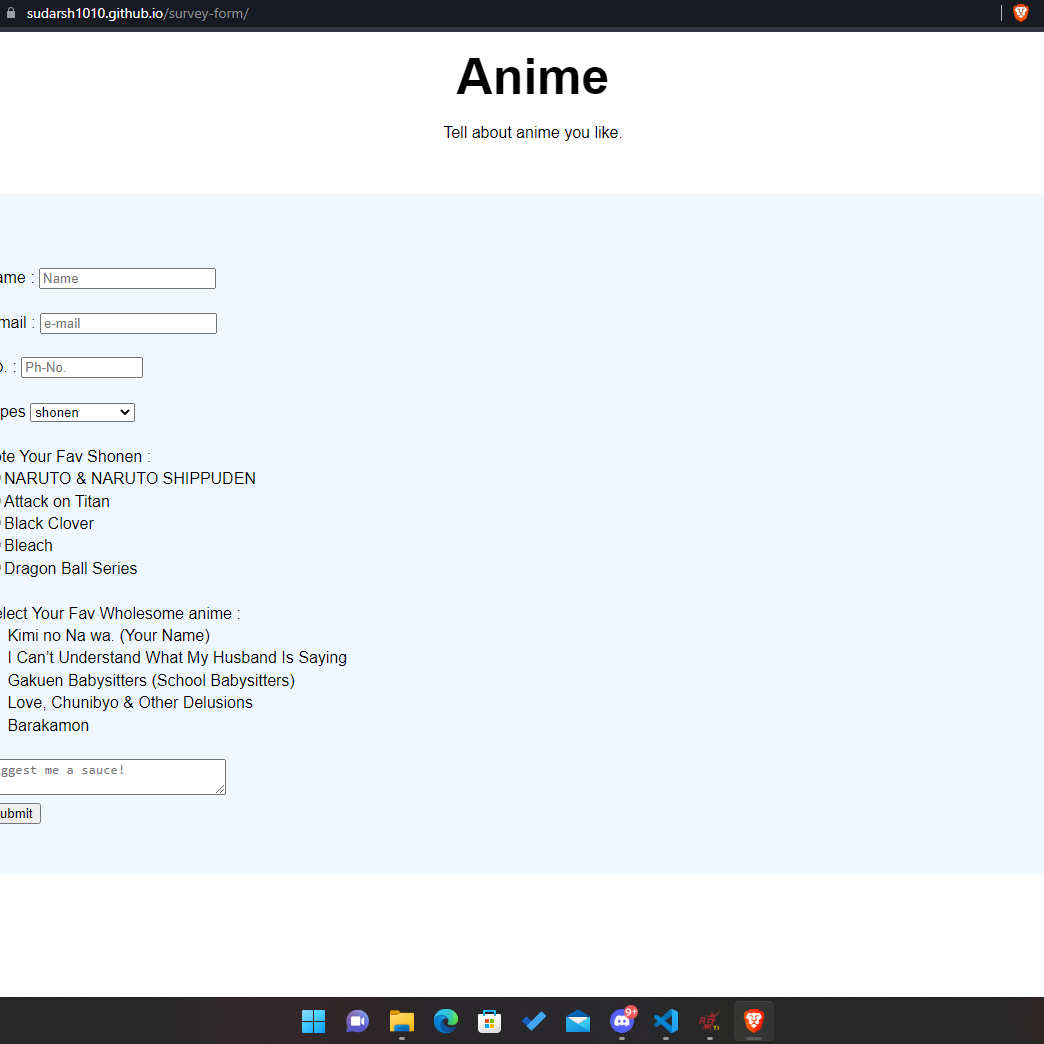 sudarsh1010.github.io/survey-form/
Anime
Tell about anime you like.
ame : Name
mail : e-mail
o. : Ph-No.
pes shonen
ote Your Fav Shonen :
NARUTO & NARUTO SHIPPUDEN
Attack on Titan
Black Clover
Bleach
Dragon Ball Series
elect Your Fav Wholesome anime :
Kimi no Na wa. (Your Name)
I Can’t Understand What My Husband Is Saying
Gakuen Babysitters (School Babysitters)
Love, Chunibyo & Other Delusions
Barakamon
ggest me a sauce!
ubmit
9+